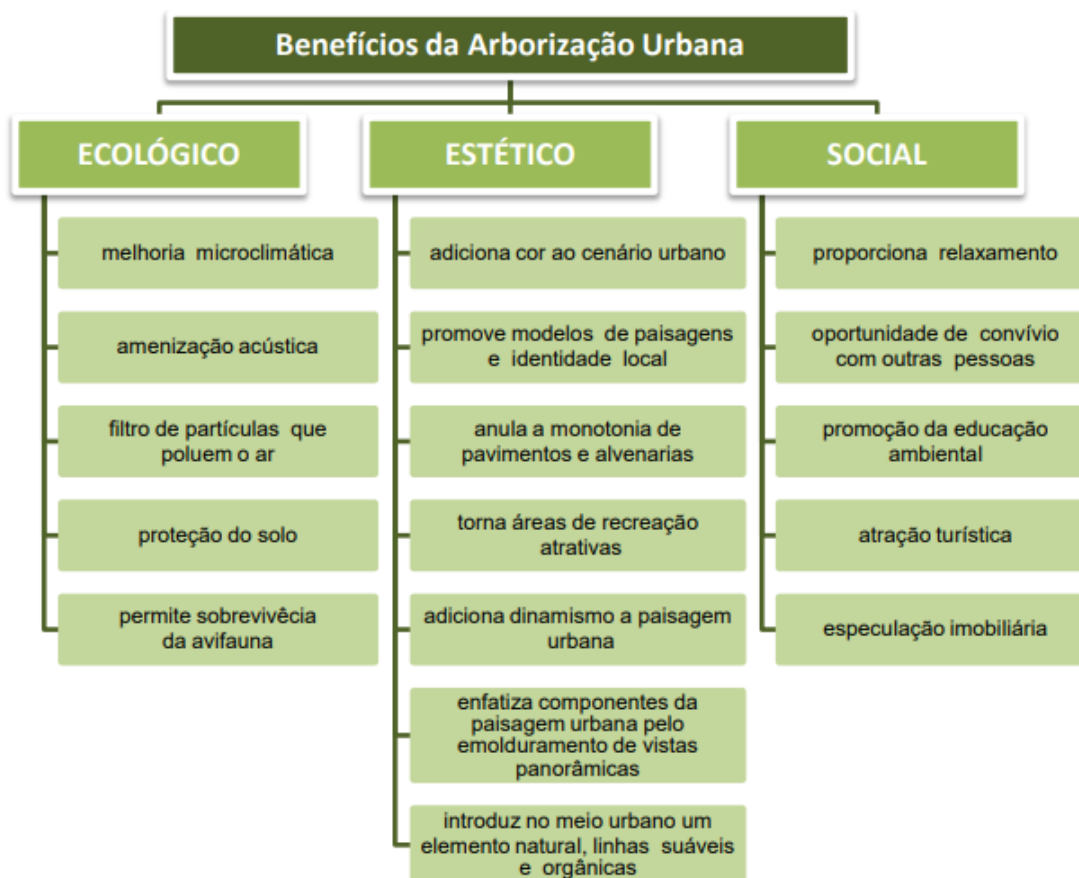 Benefícios da Arborização Urbana
ECOLÓGICO
melhoria microclimática
amenização acústica
filtro de partículas que
poluem o ar
proteção do solo
permite sobrevivêcia
da avifauna
ESTÉTICO
adiciona cor ao cenário urbano
promove modelos de paisagens
e identidade local
anula a monotonia de
pavimentos e alvenarias
torna áreas de recreação
atrativas
adiciona dinamismo a paisagem
urbana
enfatiza componentes da
paisagem urbana pelo
emolduramento de vistas
panorâmicas
introduz no meio urbano um
elemento natural, linhas suáveis
e orgânicas
SOCIAL
proporciona relaxamento
oportunidade de convívio
com outras pessoas
promoção da educação
ambiental
atração turística
especulação imobiliária